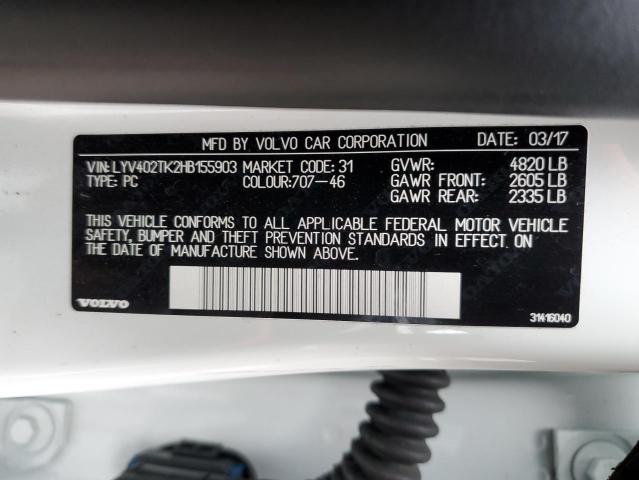 MFD BY VOLVO CAR CORPORATION DATE: 03/17
VIN:LYV402TK2HB155903 MARKET CODE:31 GVWR: 4820 LB
TYPE: PC COLOUR:707-46 GAWR FRONT: 2605 LB
GAWR REAR: 2335 LB
THIS VEHICLE CONFORMS TO ALL APPLICABLE FEDERAL MOTOR VEHICLE
SAFETY, BUMPER AND THEFT PREVENTION STANDARDS IN EFFECT ON
THE DATE OF MANUFACTURE SHOWN ABOVE.
VOLVO 31416040